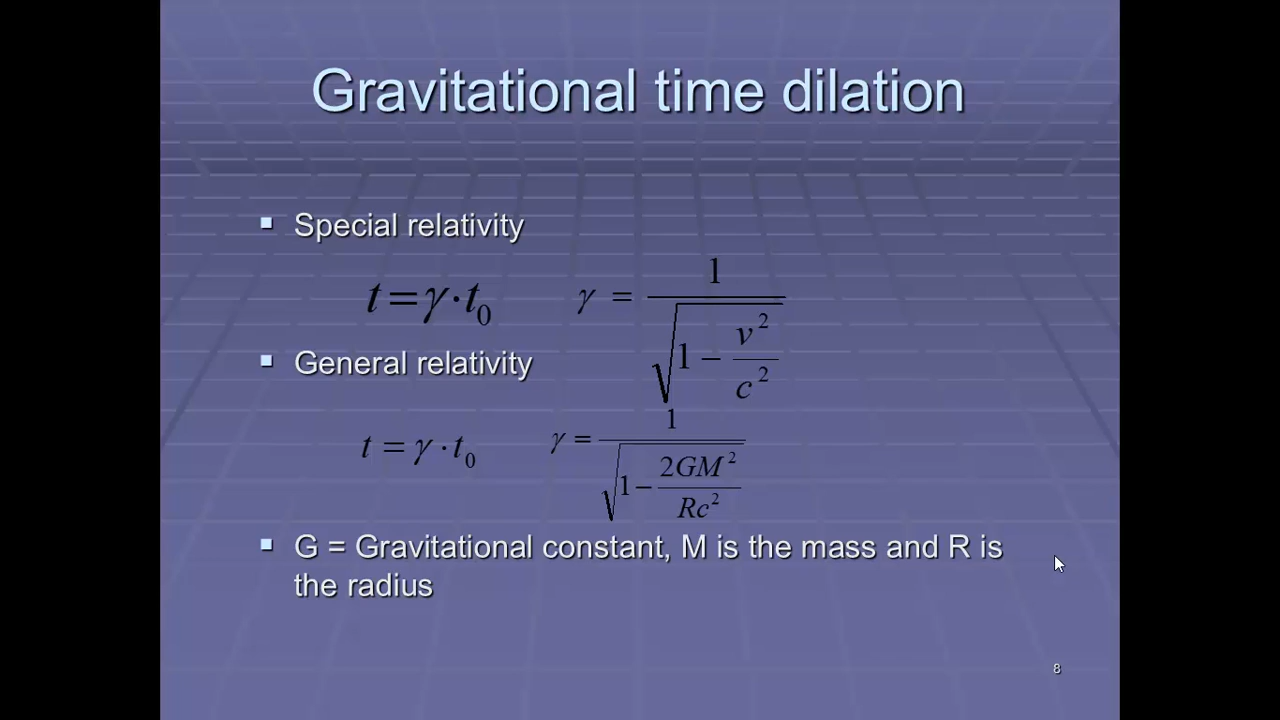 Gravitational time dilation
▪ Special relativity
t = γ · t₀   γ = 1 / √(1 − v²/c²)
▪ General relativity
t = γ · t₀   γ = 1 / √(1 − 2GM²/Rc²)
▪ G = Gravitational constant, M is the mass and R is
the radius
8